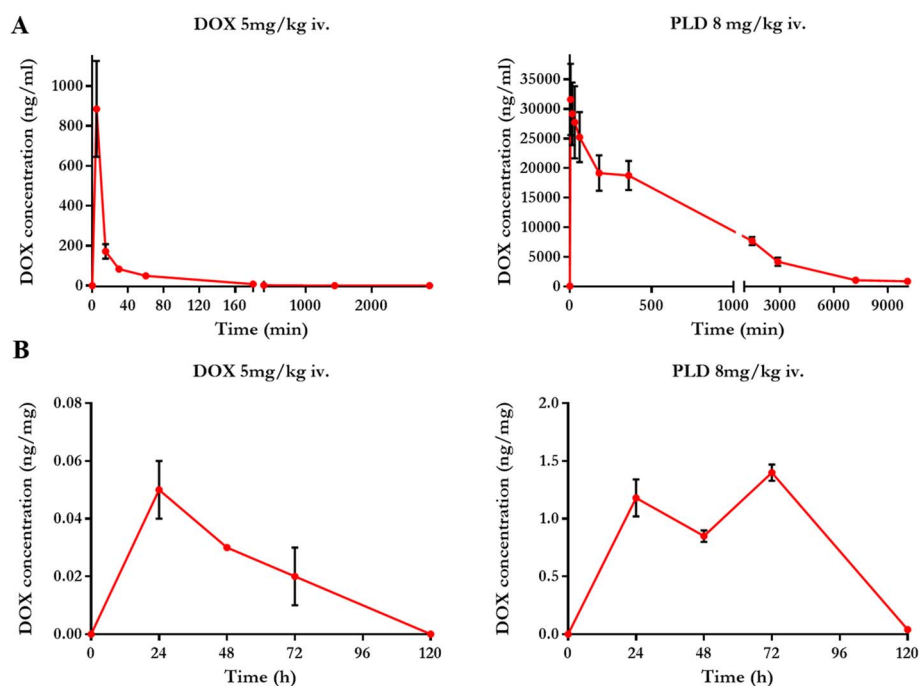 A
DOX 5mg/kg iv.
DOX concentration (ng/ml)
1000
800
600
400
200
0
0 40 80 120 160 1000 2000
Time (min)
PLD 8 mg/kg iv.
DOX concentration (ng/ml)
35000
30000
25000
20000
15000
10000
5000
0
0 500 1000 3000 6000 9000
Time (min)
B
DOX 5mg/kg iv.
DOX concentration (ng/mg)
0.08
0.06
0.04
0.02
0.00
0 24 48 72 96 120
Time (h)
PLD 8mg/kg iv.
DOX concentration (ng/mg)
2.0
1.5
1.0
0.5
0.0
0 24 48 72 96 120
Time (h)